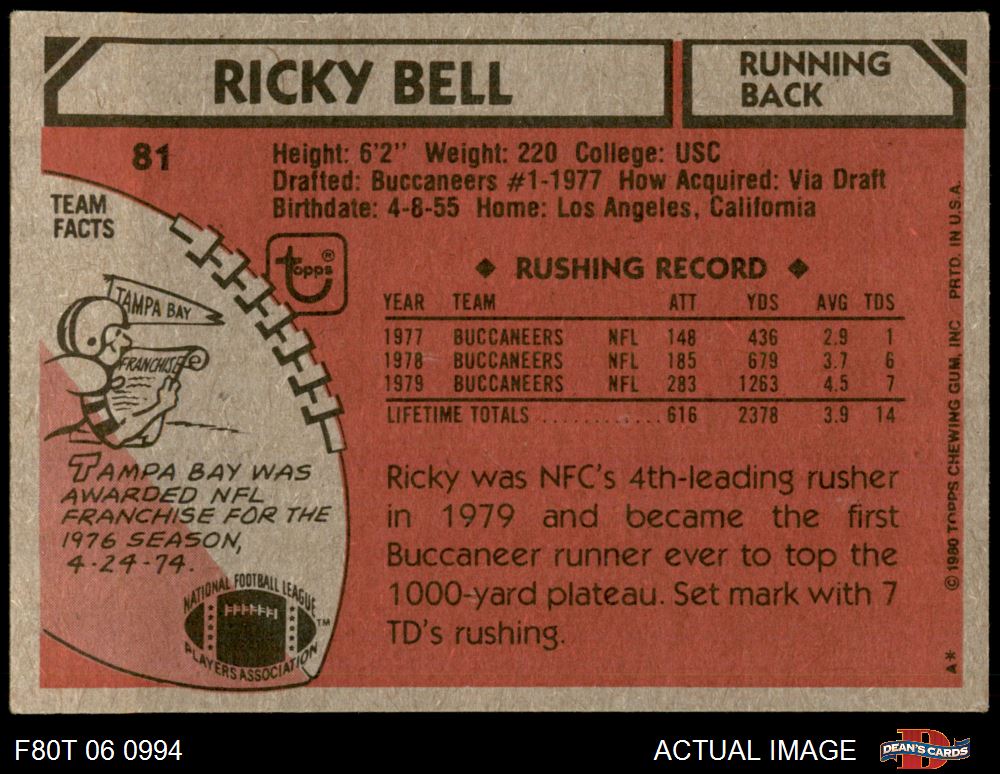 RICKY BELL
RUNNING
BACK
81
Height: 6'2" Weight: 220 College: USC
Drafted: Buccaneers #1-1977 How Acquired: Via Draft
Birthdate: 4-8-55 Home: Los Angeles, California
TEAM
FACTS
topps®
TAMPA BAY
FRANCHISE
TAMPA BAY WAS
AWARDED NFL
FRANCHISE FOR THE
1976 SEASON,
4-24-74.
NATIONAL FOOTBALL LEAGUE
PLAYERS ASSOCIATION
TM
◆ RUSHING RECORD ◆
YEAR TEAM ATT YDS AVG TDS
1977 BUCCANEERS NFL 148 436 2.9 1
1978 BUCCANEERS NFL 185 679 3.7 6
1979 BUCCANEERS NFL 283 1263 4.5 7
LIFETIME TOTALS ............ 616 2378 3.9 14
Ricky was NFC's 4th-leading rusher
in 1979 and became the first
Buccaneer runner ever to top the
1000-yard plateau. Set mark with 7
TD's rushing.
A* ©1980 TOPPS CHEWING GUM, INC PRTD. IN U.S.A.
F80T 06 0994
ACTUAL IMAGE
DEAN'S CARDS